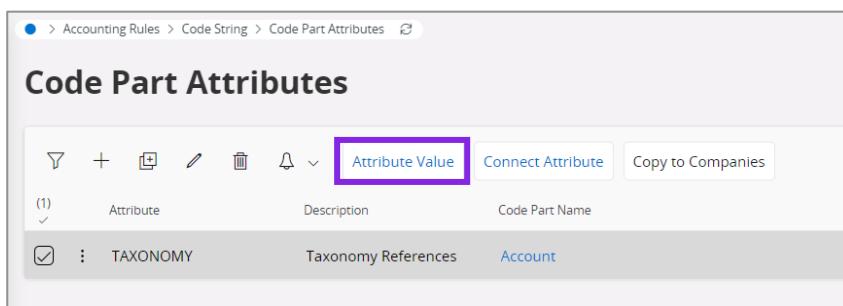 > Accounting Rules > Code String > Code Part Attributes
Code Part Attributes
Attribute Value Connect Attribute Copy to Companies
(1) Attribute Description Code Part Name
TAXONOMY Taxonomy References Account